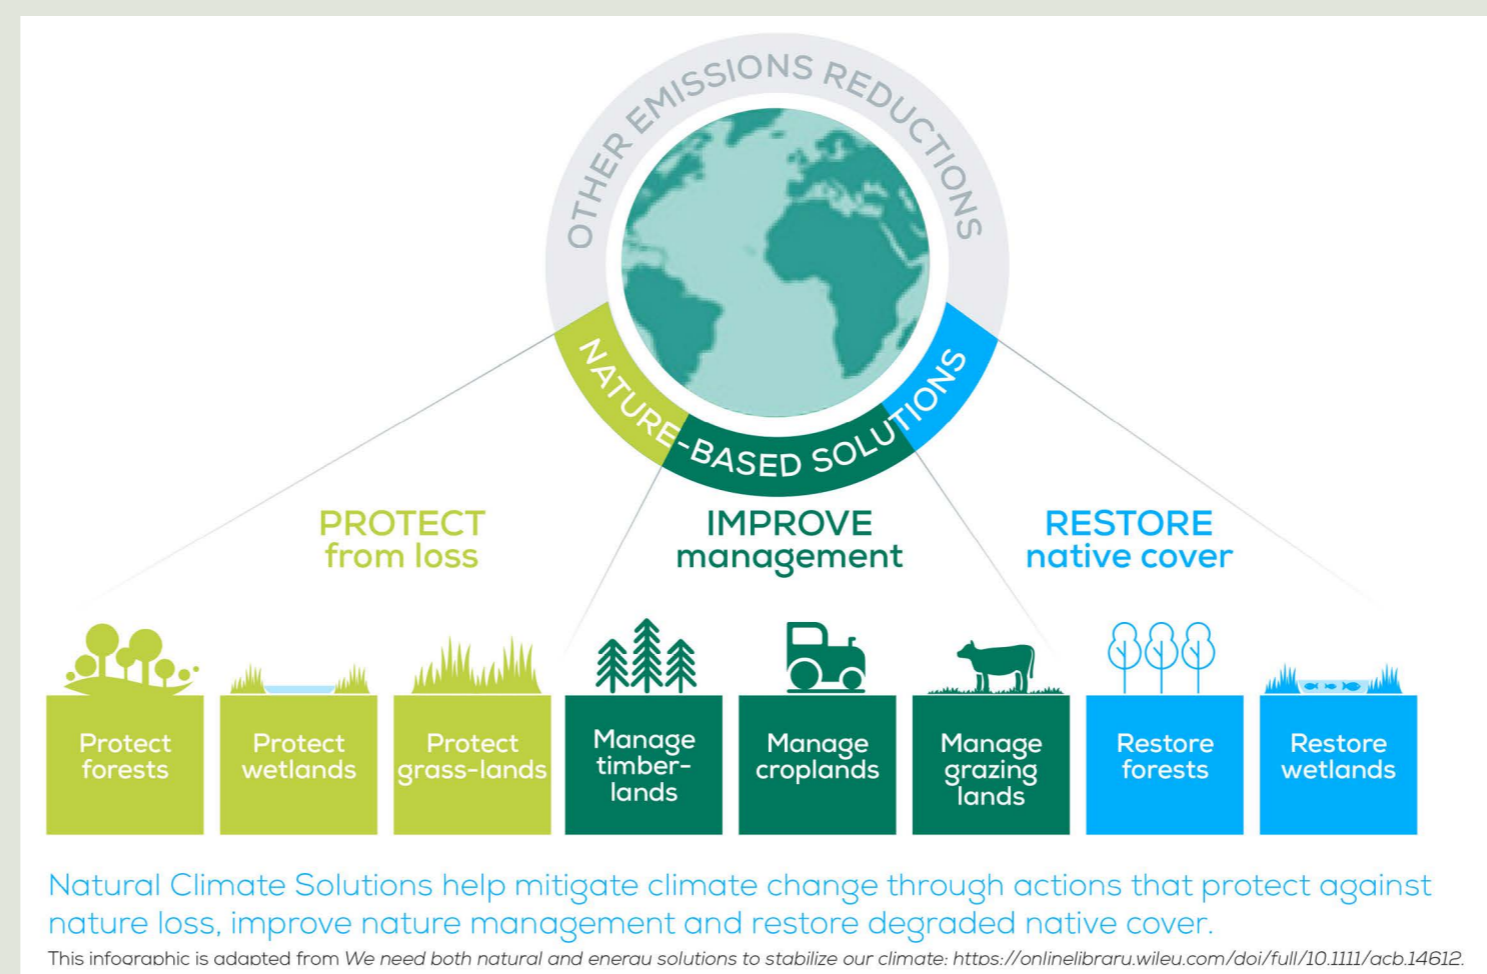 OTHER EMISSIONS REDUCTIONS
NATURE-BASED SOLUTIONS
PROTECT
from loss
IMPROVE
management
RESTORE
native cover
Protect
forests
Protect
wetlands
Protect
grass-lands
Manage
timber-
lands
Manage
croplands
Manage
grazing
lands
Restore
forests
Restore
wetlands
Natural Climate Solutions help mitigate climate change through actions that protect against
nature loss, improve nature management and restore degraded native cover.
This infographic is adapted from We need both natural and energy solutions to stabilize our climate: https://onlinelibrary.wiley.com/doi/full/10.1111/gcb.14612.